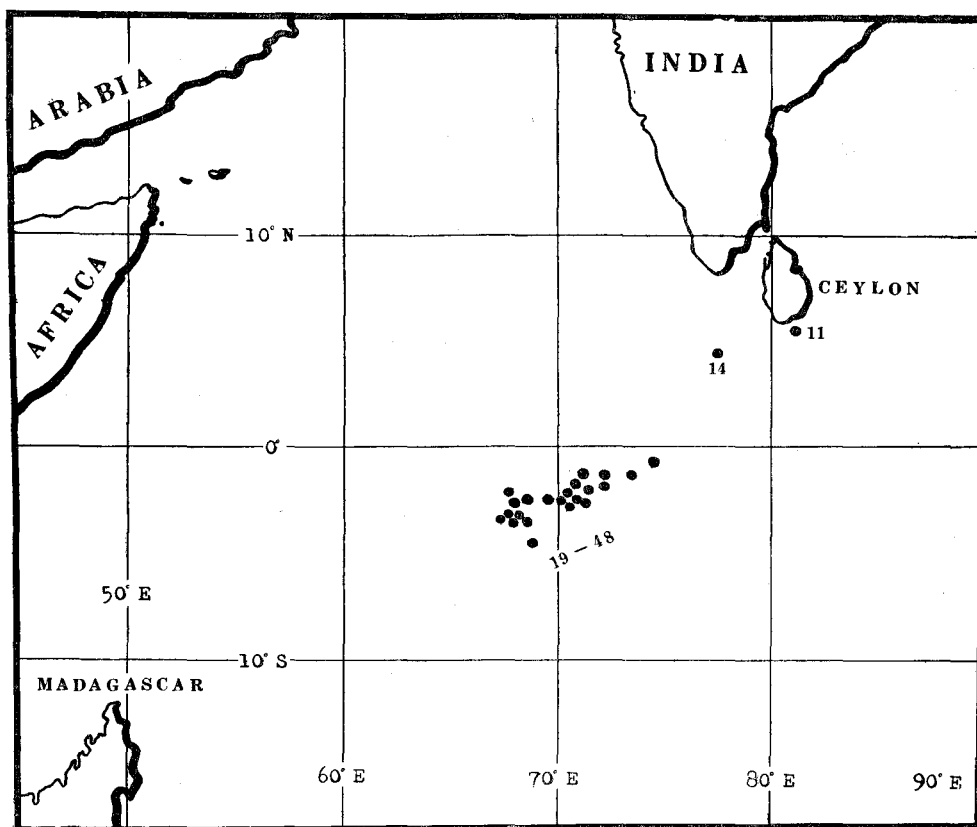 INDIA
ARABIA
10° N
AFRICA
CEYLON
11
14
0°
19 — 48
50° E
10° S
MADAGASCAR
60° E
70° E
80° E
90° E